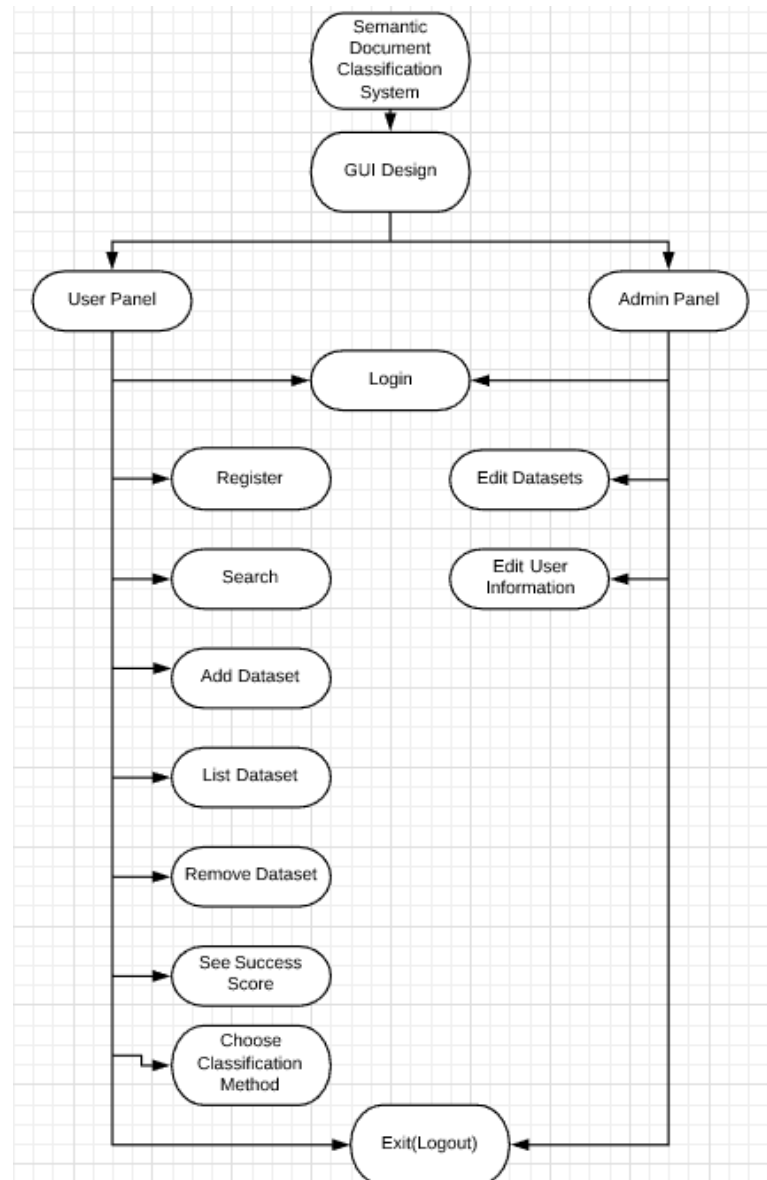 Semantic
Document
Classification
System
GUI Design
User Panel
Admin Panel
Login
Register
Edit Datasets
Search
Edit User
Information
Add Dataset
List Dataset
Remove Dataset
See Success
Score
Choose
Classification
Method
Exit(Logout)